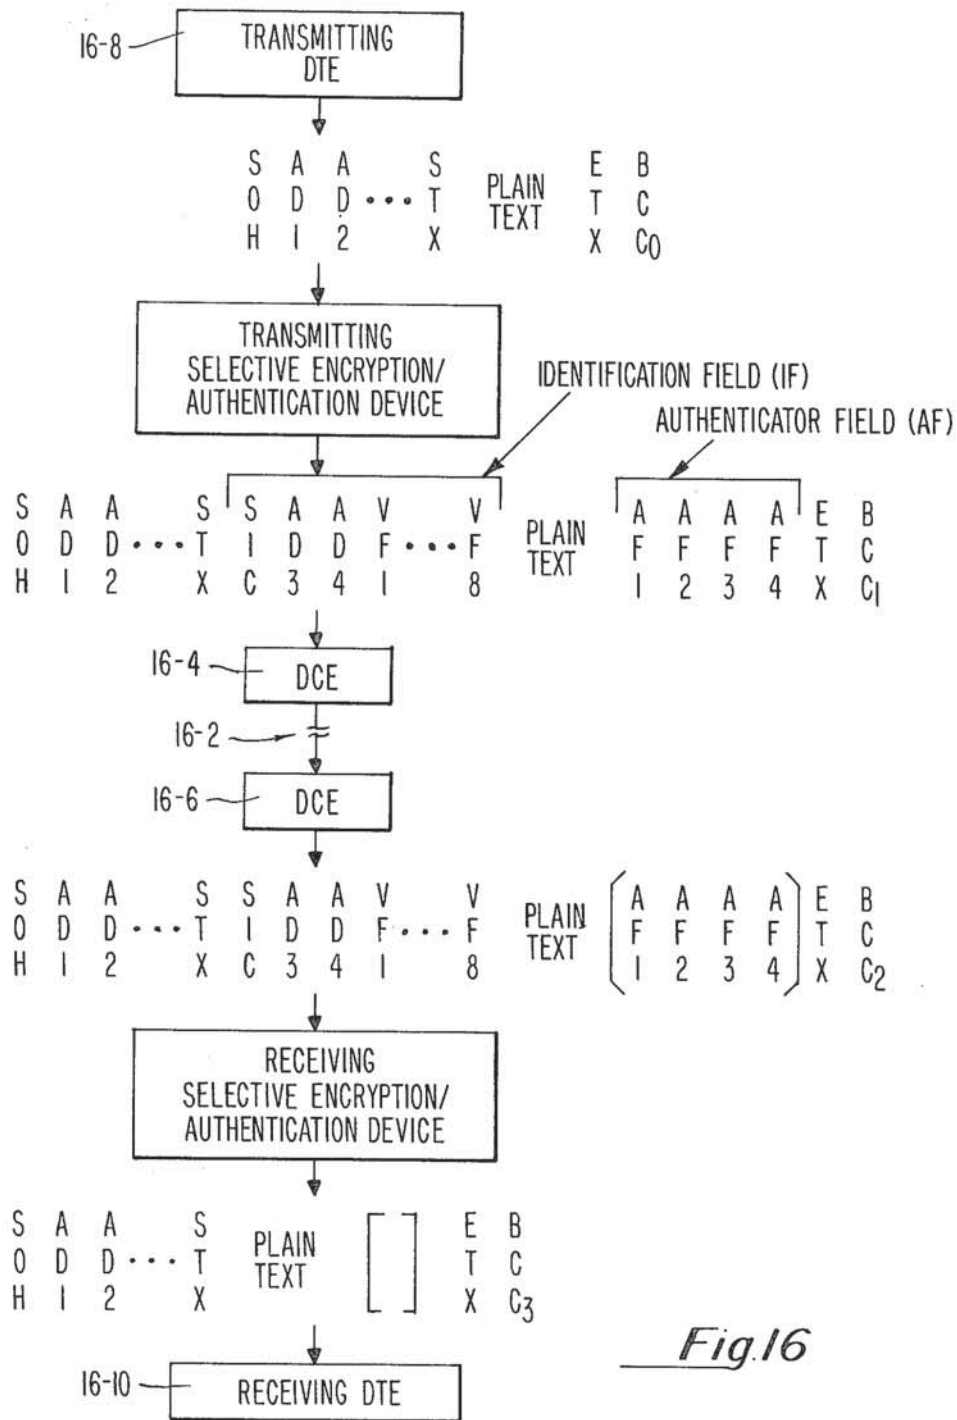 16-8
TRANSMITTING
DTE
S A A S E B
O D D ••• T PLAIN TEXT T C
H 1 2 X X C0
TRANSMITTING
SELECTIVE ENCRYPTION/
AUTHENTICATION DEVICE
IDENTIFICATION FIELD (IF)
AUTHENTICATOR FIELD (AF)
S A A S S A A V V A A A A E B
O D D ••• T I D D F ••• F PLAIN TEXT F F F F T C
H 1 2 X C 3 4 1 8 1 2 3 4 X C1
16-4
DCE
16-2
16-6
DCE
S A A S S A A V V A A A A E B
O D D ••• T I D D F ••• F PLAIN TEXT ( F F F F ) T C
H 1 2 X C 3 4 1 8 1 2 3 4 X C2
RECEIVING
SELECTIVE ENCRYPTION/
AUTHENTICATION DEVICE
S A A S E B
O D D ••• T PLAIN TEXT [ ] T C
H 1 2 X X C3
Fig.16
16-10
RECEIVING DTE